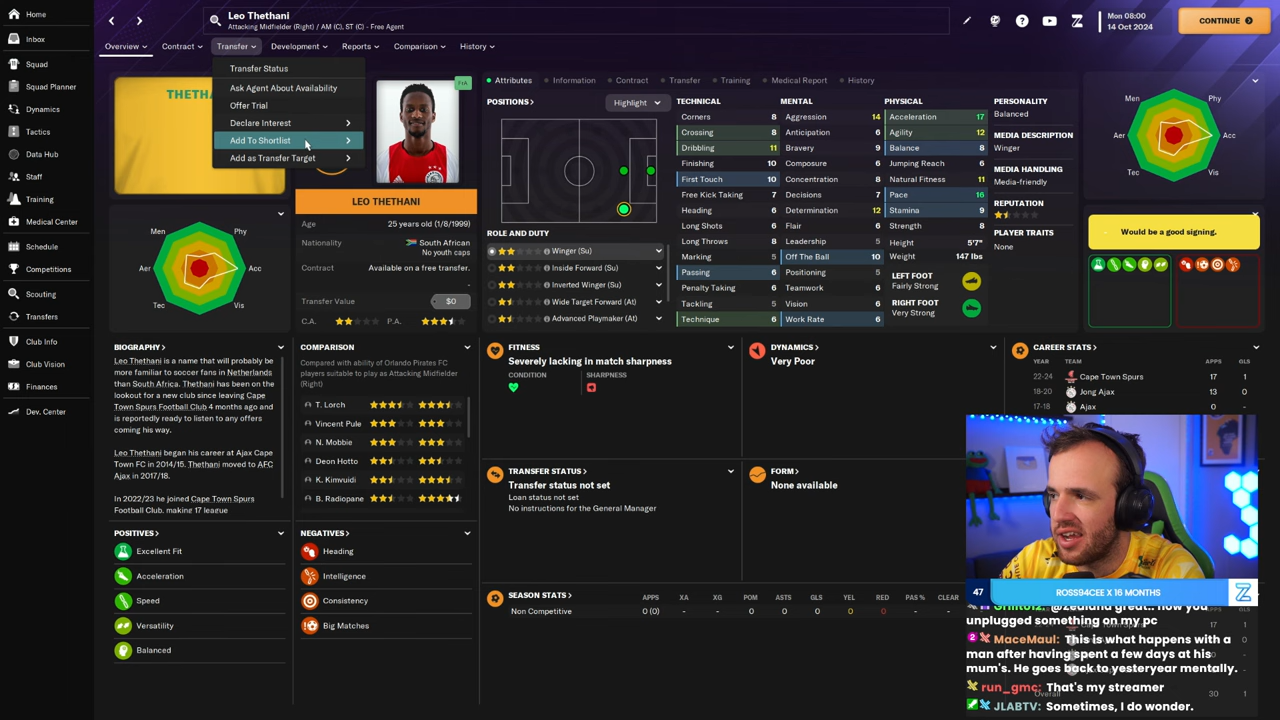 Home
Inbox
Squad
Squad Planner
Dynamics
Tactics
Data Hub
Staff
Training
Medical Center
Schedule
Competitions
Scouting
Transfers
Club Info
Club Vision
Finances
Dev. Center
Leo Thethani
Attacking Midfielder (Right) / AM (C), ST (C) - Free Agent
Mon 08:00
14 Oct 2024
CONTINUE
Overview
Contract
Transfer
Development
Reports
Comparison
History
Transfer Status
Ask Agent About Availability
Offer Trial
Declare Interest
Add To Shortlist
Add as Transfer Target
THETH
F/A
LEO THETHANI
Age 25 years old (1/8/1999)
Nationality South African
No youth caps
Contract Available on a free transfer.
-
Transfer Value $0
C.A. P.A.
Men Phy
Aer Acc
Tec Vis
Attributes
Information
Contract
Transfer
Training
Medical Report
History
POSITIONS
Highlight
ROLE AND DUTY
Winger (Su)
Inside Forward (Su)
Inverted Winger (Su)
Wide Target Forward (At)
Advanced Playmaker (At)
TECHNICAL
Corners 8
Crossing 8
Dribbling 11
Finishing 10
First Touch 10
Free Kick Taking 7
Heading 6
Long Shots 6
Long Throws 8
Marking 5
Passing 6
Penalty Taking 6
Tackling 5
Technique 6
MENTAL
Aggression 14
Anticipation 6
Bravery 9
Composure 6
Concentration 8
Decisions 7
Determination 12
Flair 6
Leadership 5
Off The Ball 10
Positioning 5
Teamwork 6
Vision 6
Work Rate 6
PHYSICAL
Acceleration 17
Agility 12
Balance 8
Jumping Reach 6
Natural Fitness 11
Pace 16
Stamina 9
Strength 8
Height 5'7"
Weight 147 lbs
LEFT FOOT
Fairly Strong
RIGHT FOOT
Very Strong
PERSONALITY
Balanced
MEDIA DESCRIPTION
Winger
MEDIA HANDLING
Media-friendly
REPUTATION
PLAYER TRAITS
None
Men Phy
Aer Acc
Tec Vis
Would be a good signing.
BIOGRAPHY
Leo Thethani is a name that will probably be
more familiar to soccer fans in Netherlands
than South Africa. Thethani has been on the
lookout for a new club since leaving Cape
Town Spurs Football Club 4 months ago and
is reportedly ready to listen to any offers
coming his way.
Leo Thethani began his career at Ajax Cape
Town FC in 2014/15. Thethani moved to AFC
Ajax in 2017/18.
In 2022/23 he joined Cape Town Spurs
Football Club, making 17 league
COMPARISON
Compared with ability of Orlando Pirates FC
players suitable to play as Attacking Midfielder
(Right)
T. Lorch
Vincent Pule
N. Mobbie
Deon Hotto
K. Kimvuidi
B. Radiopane
POSITIVES
Excellent Fit
Acceleration
Speed
Versatility
Balanced
NEGATIVES
Heading
Intelligence
Consistency
Big Matches
FITNESS
Severely lacking in match sharpness
CONDITION SHARPNESS
DYNAMICS
Very Poor
CAREER STATS
YEAR TEAM APPS GLS
22-24 Cape Town Spurs 17 1
18-20 Jong Ajax 13 0
17-18 Ajax 0 -
TRANSFER STATUS
Transfer status not set
Loan status not set
No instructions for the General Manager
FORM
None available
SEASON STATS
APPS XA XG POM ASTS GLS YEL RED PAS % CLEAR
Non Competitive 0 (0) - - 0 0 0 0 0 - -
47 ROSS94CEE X 16 MONTHS
unplugged something on my pc
MaceMaul: This is what happens with a
man after having spent a few days at his
mum's. He goes back to yesteryear mentally.
run_gmc: That's my streamer
JLABTV: Sometimes, I do wonder.
Overall 30 1